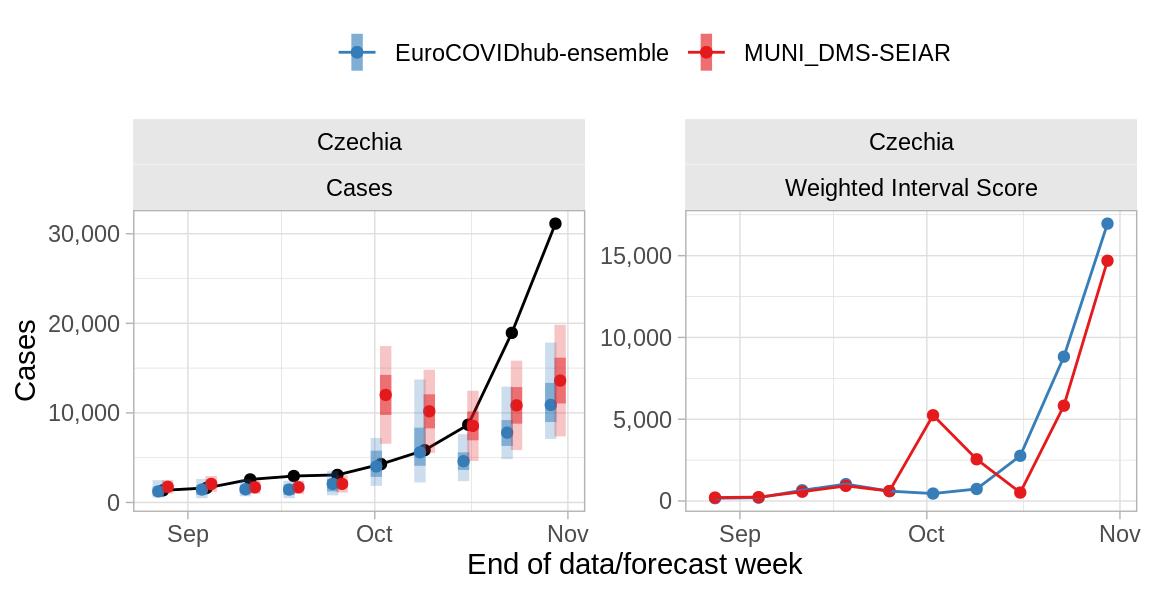 EuroCOVIDhub-ensemble MUNI_DMS-SEIAR
Czechia
Cases
Cases
30,000
20,000
10,000
0
Sep Oct Nov
Czechia
Weighted Interval Score
15,000
10,000
5,000
0
Sep Oct Nov
End of data/forecast week